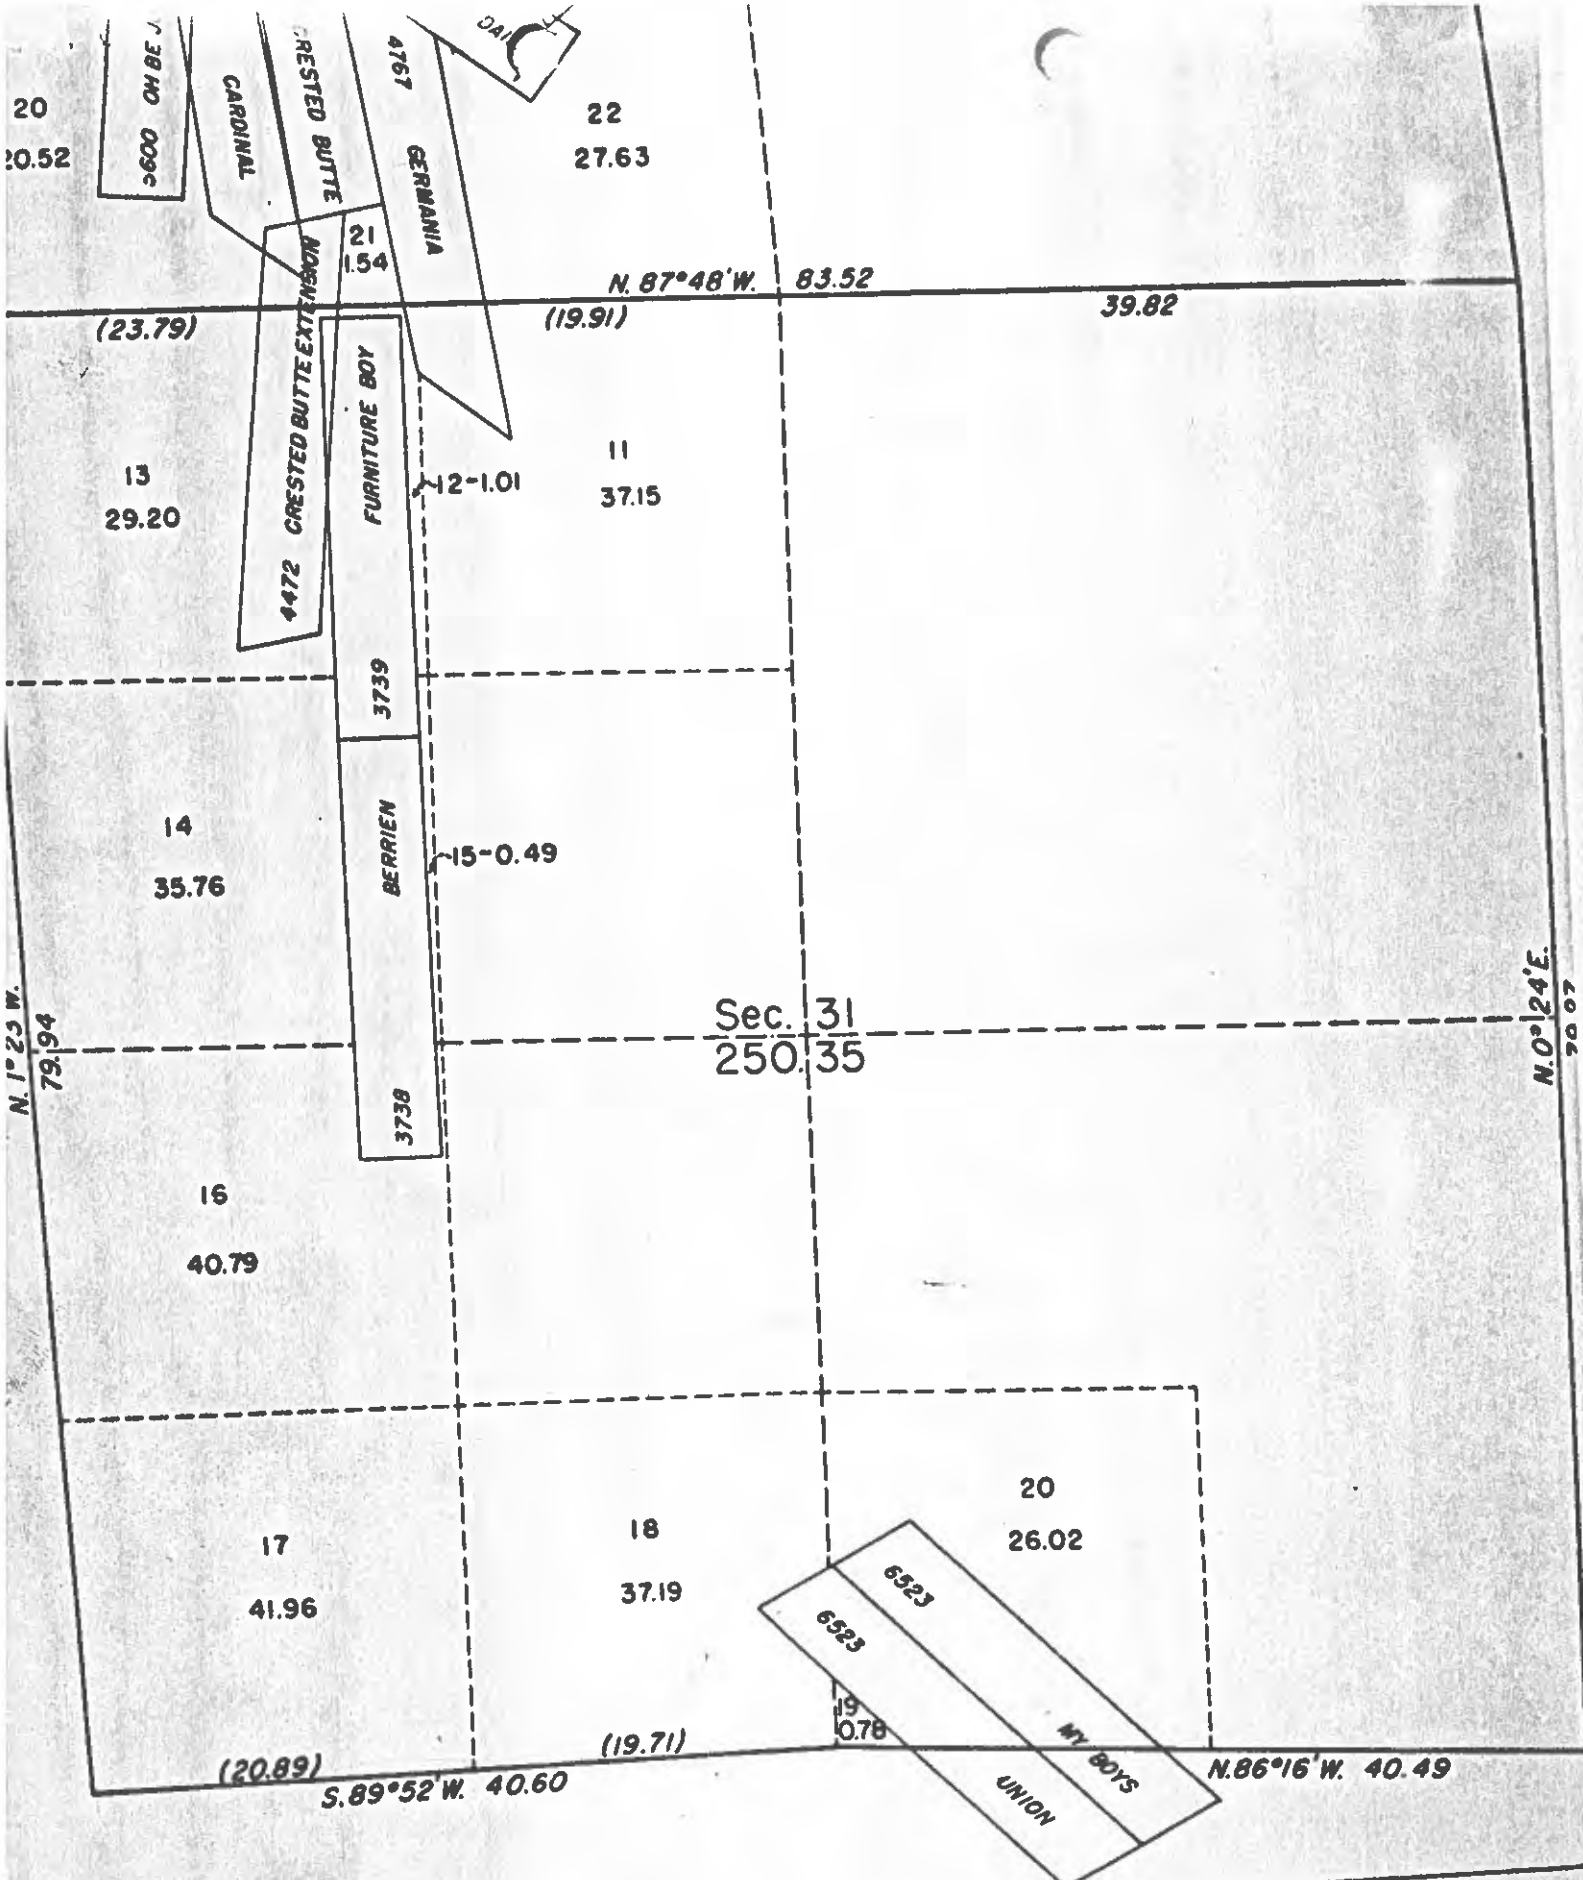 20
20.52
OH BE J
CARDINAL
CRESTED BUTTE
4767 GERMANIA
DAI
22
27.63
21
1.54
N. 87°48'W. 83.52
(23.79)
(19.91)
39.82
13
29.20
4472 CRESTED BUTTE EXTENSION
FURNITURE BOY
3739
12-1.01
11
37.15
14
35.76
BERRIEN
3738
15-0.49
Sec. 31
250.35
N. 1°23 W.
79.94
N.0°24'E.
16
40.79
17
41.96
18
37.19
20
26.02
6523
MY BOYS
6523
UNION
19
0.78
(20.89)
(19.71)
S.89°52'W. 40.60
N.86°16'W. 40.49